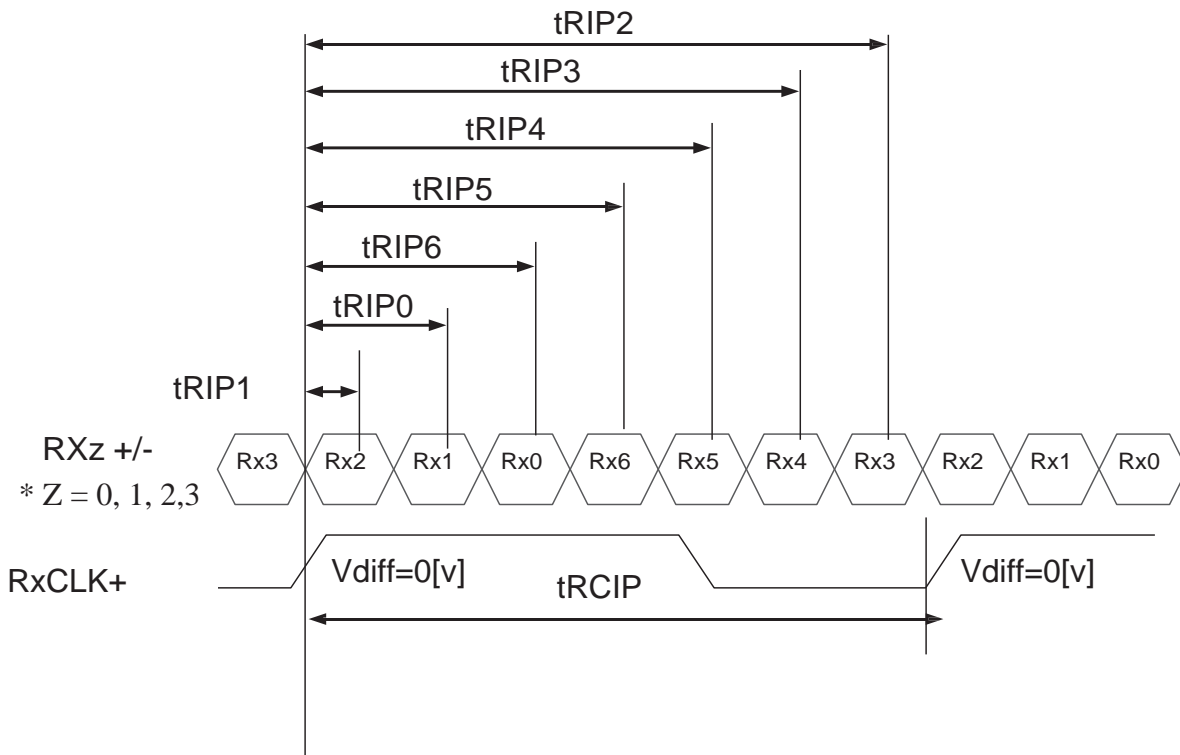 tRIP2
tRIP3
tRIP4
tRIP5
tRIP6
tRIP0
tRIP1
RXz +/-
Rx3 Rx2 Rx1 Rx0 Rx6 Rx5 Rx4 Rx3 Rx2 Rx1 Rx0
* Z = 0, 1, 2,3
RxCLK+
Vdiff=0[v]
tRCIP
Vdiff=0[v]